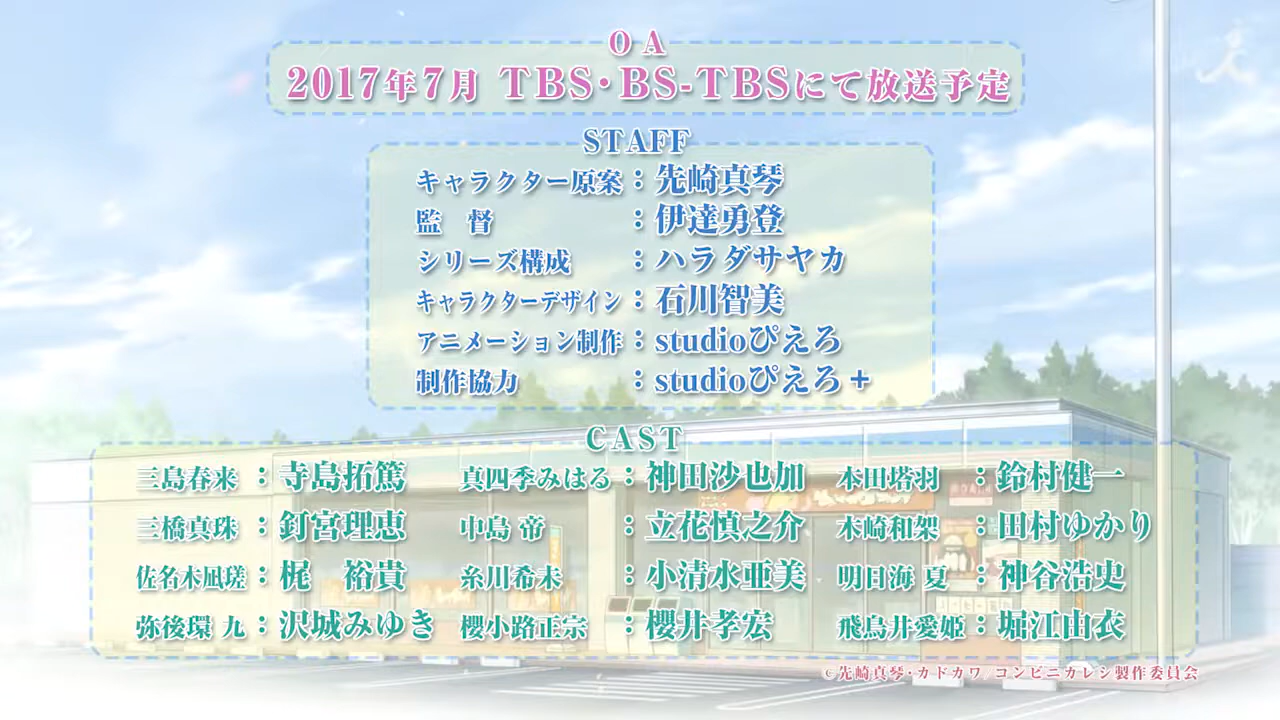 OA
2017年7月 TBS・BS-TBSにて放送予定
STAFF
キャラクター原案：先崎真琴
監　督：伊達勇登
シリーズ構成：ハラダサヤカ
キャラクターデザイン：石川智美
アニメーション制作：studioぴえろ
制作協力：studioぴえろ＋
CAST
三島春来：寺島拓篤　真四季みはる：神田沙也加　本田塔羽：鈴村健一
三橋真珠：釘宮理恵　中島 帝：立花慎之介　木崎和架：田村ゆかり
佐名木凪瑳：梶　裕貴　糸川希未：小清水亜美　明日海 夏：神谷浩史
弥後環 九：沢城みゆき　櫻小路正宗：櫻井孝宏　飛鳥井愛姫：堀江由衣
©先崎真琴・カドカワ/コンビニカレシ製作委員会